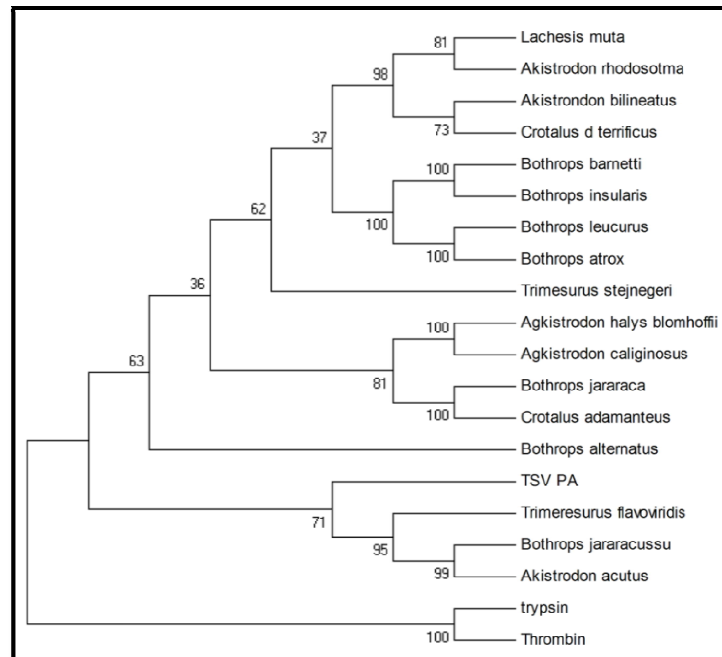 Lachesis muta
81
Akistrodon rhodosotma
98
Akistrondon bilineatus
73
Crotalus d terrificus
37
Bothrops barnetti
100
Bothrops insularis
100
Bothrops leucurus
100
Bothrops atrox
62
Trimesurus stejnegeri
36
Agkistrodon halys blomhoffii
100
Agkistrodon caliginosus
81
Bothrops jararaca
100
Crotalus adamanteus
63
Bothrops alternatus
TSV PA
71
Trimeresurus flavoviridis
95
Bothrops jararacussu
99
Akistrodon acutus
trypsin
100
Thrombin